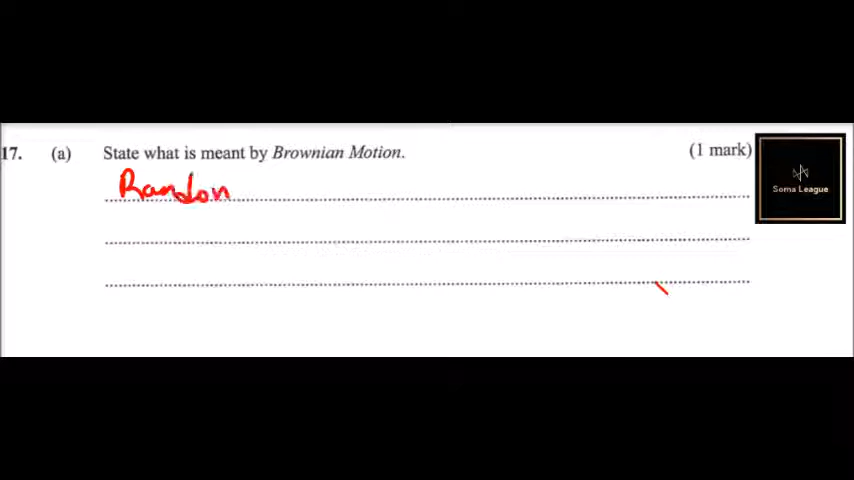 17. (a) State what is meant by Brownian Motion. (1 mark)
Random
Soma League